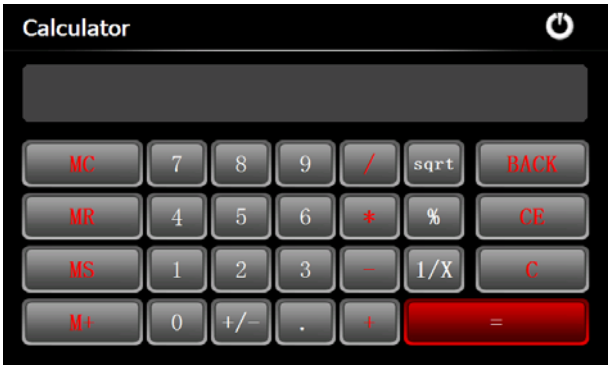 Calculator
MC 7 8 9 / sqrt BACK
MR 4 5 6 * % CE
MS 1 2 3 - 1/X C
M+ 0 +/- . + =